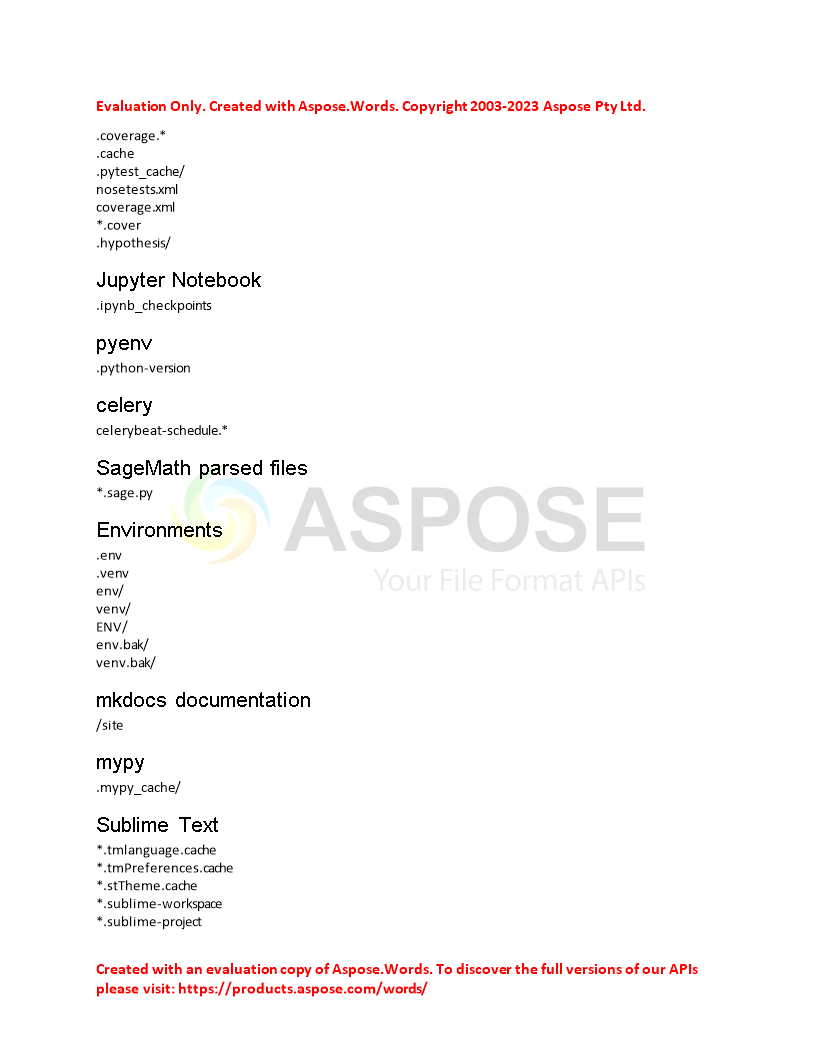 Evaluation Only. Created with Aspose.Words. Copyright 2003-2023 Aspose Pty Ltd.
.coverage.*
.cache
.pytest_cache/
nosetests.xml
coverage.xml
*.cover
.hypothesis/
Jupyter Notebook
.ipynb_checkpoints
pyenv
.python-version
celery
celerybeat-schedule.*
SageMath parsed files
*.sage.py
ASPOSE
Your File Format APIs
Environments
.env
.venv
env/
venv/
ENV/
env.bak/
venv.bak/
mkdocs documentation
/site
mypy
.mypy_cache/
Sublime Text
*.tmlanguage.cache
*.tmPreferences.cache
*.stTheme.cache
*.sublime-workspace
*.sublime-project
Created with an evaluation copy of Aspose.Words. To discover the full versions of our APIs
please visit: https://products.aspose.com/words/